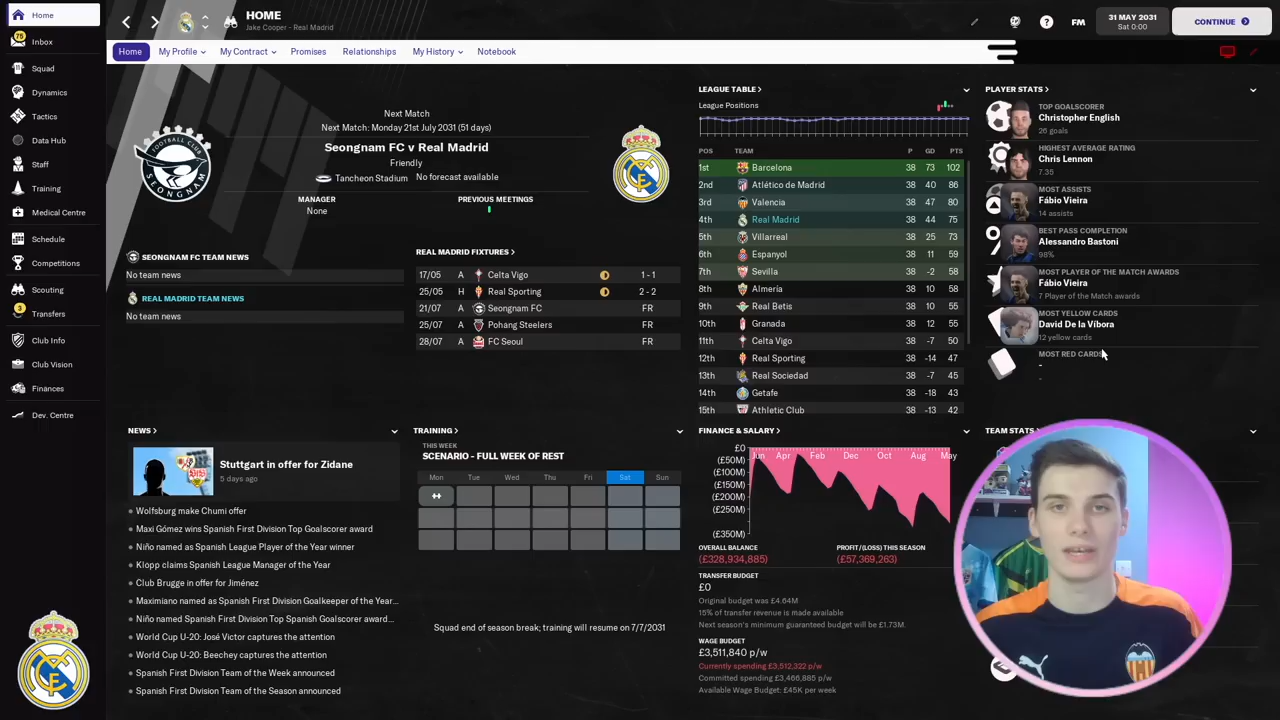 Home
HOME
Jake Cooper - Real Madrid
FM
31 MAY 2031
Sat 0:00
CONTINUE
75
Inbox
Squad
Dynamics
Tactics
Data Hub
Staff
Training
Medical Centre
Schedule
Competitions
Scouting
3
Transfers
Club Info
Club Vision
Finances
Dev. Centre
Home
My Profile
My Contract
Promises
Relationships
My History
Notebook
Next Match
Next Match: Monday 21st July 2031 (51 days)
Seongnam FC v Real Madrid
Friendly
Tancheon Stadium
No forecast available
MANAGER
None
PREVIOUS MEETINGS
FOOTBALL CLUB
SEONGNAM
SEONGNAM FC TEAM NEWS
No team news
REAL MADRID TEAM NEWS
No team news
REAL MADRID FIXTURES >
17/05 A Celta Vigo 1 - 1
25/05 H Real Sporting 2 - 2
21/07 A Seongnam FC FR
25/07 A Pohang Steelers FR
28/07 A FC Seoul FR
LEAGUE TABLE >
League Positions
POS TEAM P GD PTS
1st Barcelona 38 73 102
2nd Atlético de Madrid 38 40 86
3rd Valencia 38 47 80
4th Real Madrid 38 44 75
5th Villarreal 38 25 73
6th Espanyol 38 11 59
7th Sevilla 38 -2 58
8th Almería 38 10 58
9th Real Betis 38 10 55
10th Granada 38 12 55
11th Celta Vigo 38 -7 50
12th Real Sporting 38 -14 47
13th Real Sociedad 38 -7 45
14th Getafe 38 -18 43
15th Athletic Club 38 -13 42
PLAYER STATS >
TOP GOALSCORER
Christopher English
26 goals
HIGHEST AVERAGE RATING
Chris Lennon
7.35
MOST ASSISTS
Fábio Vieira
14 assists
BEST PASS COMPLETION
Alessandro Bastoni
98%
MOST PLAYER OF THE MATCH AWARDS
Fábio Vieira
7 Player of the Match awards
MOST YELLOW CARDS
David De la Víbora
12 yellow cards
MOST RED CARDS
-
-
NEWS >
Stuttgart in offer for Zidane
5 days ago
Wolfsburg make Chumi offer
Maxi Gómez wins Spanish First Division Top Goalscorer award
Niño named as Spanish League Player of the Year winner
Klopp claims Spanish League Manager of the Year
Club Brugge in offer for Jiménez
Maximiano named as Spanish First Division Goalkeeper of the Year...
Niño named Spanish First Division Top Spanish Goalscorer award...
World Cup U-20: José Victor captures the attention
World Cup U-20: Beechey captures the attention
Spanish First Division Team of the Week announced
Spanish First Division Team of the Season announced
TRAINING >
THIS WEEK
SCENARIO - FULL WEEK OF REST
Mon Tue Wed Thu Fri Sat Sun
Squad end of season break; training will resume on 7/7/2031
FINANCE & SALARY >
£0
(£50M)
(£100M)
(£150M)
(£200M)
(£250M)
(£350M)
Jun Apr Feb Dec Oct Aug May
OVERALL BALANCE
(£328,934,885)
PROFIT/(LOSS) THIS SEASON
(£57,369,263)
TRANSFER BUDGET
£0
Original budget was £4.64M
15% of transfer revenue is made available
Next season's minimum guaranteed budget will be £1.73M.
WAGE BUDGET
£3,511,840 p/w
Currently spending £3,512,322 p/w
Committed spending £3,466,885 p/w
Available Wage Budget: £45K per week
TEAM STATS